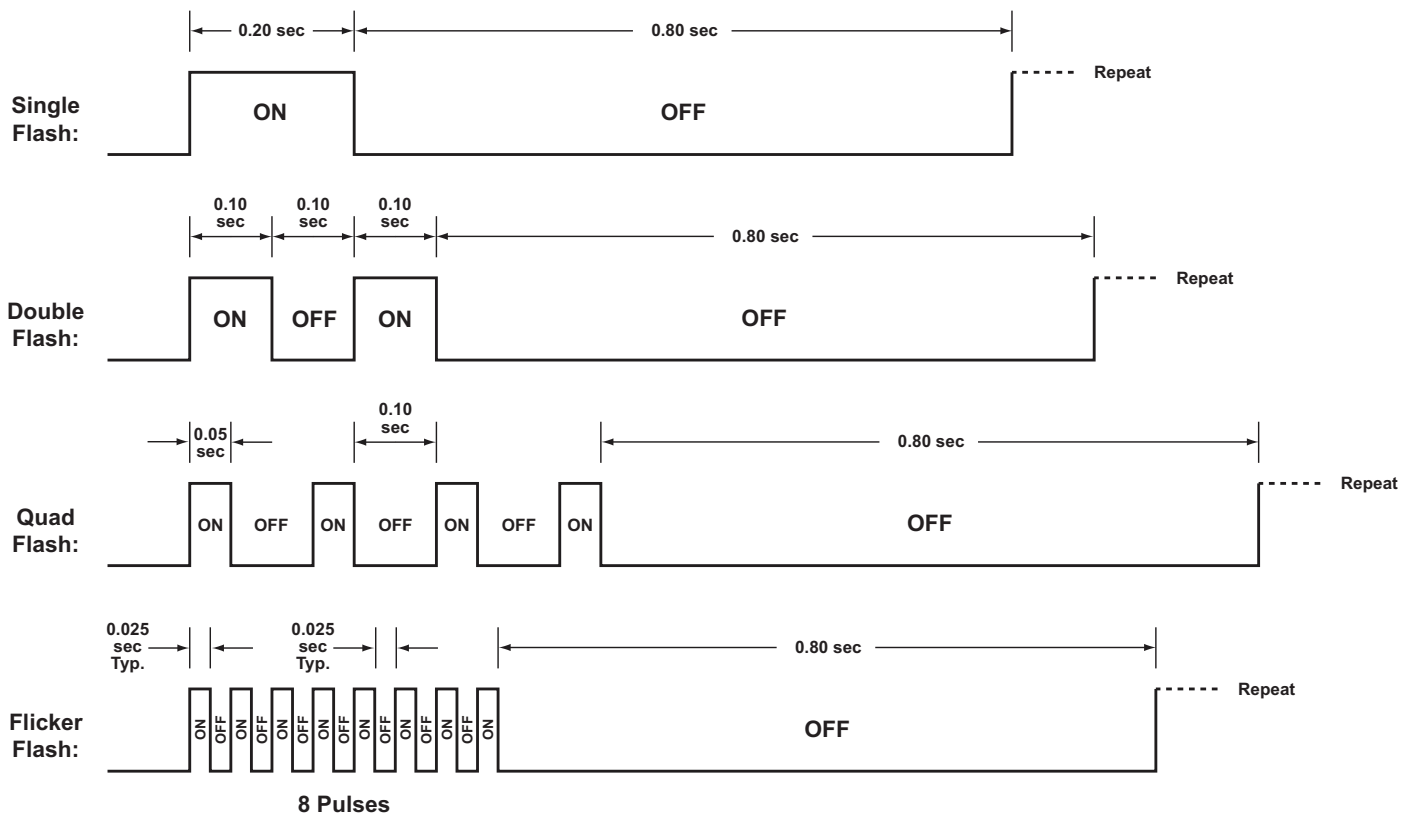 0.20 sec
0.80 sec
Repeat
Single
Flash:
ON
OFF
0.10
sec
0.10
sec
0.10
sec
0.80 sec
Repeat
Double
Flash:
ON
OFF
ON
OFF
0.05
sec
0.10
sec
0.80 sec
Repeat
Quad
Flash:
ON
OFF
ON
OFF
ON
OFF
ON
OFF
0.025
sec
Typ.
0.025
sec
Typ.
0.80 sec
Repeat
Flicker
Flash:
ON
OFF
ON
OFF
ON
OFF
ON
OFF
ON
OFF
ON
OFF
ON
OFF
ON
OFF
8 Pulses